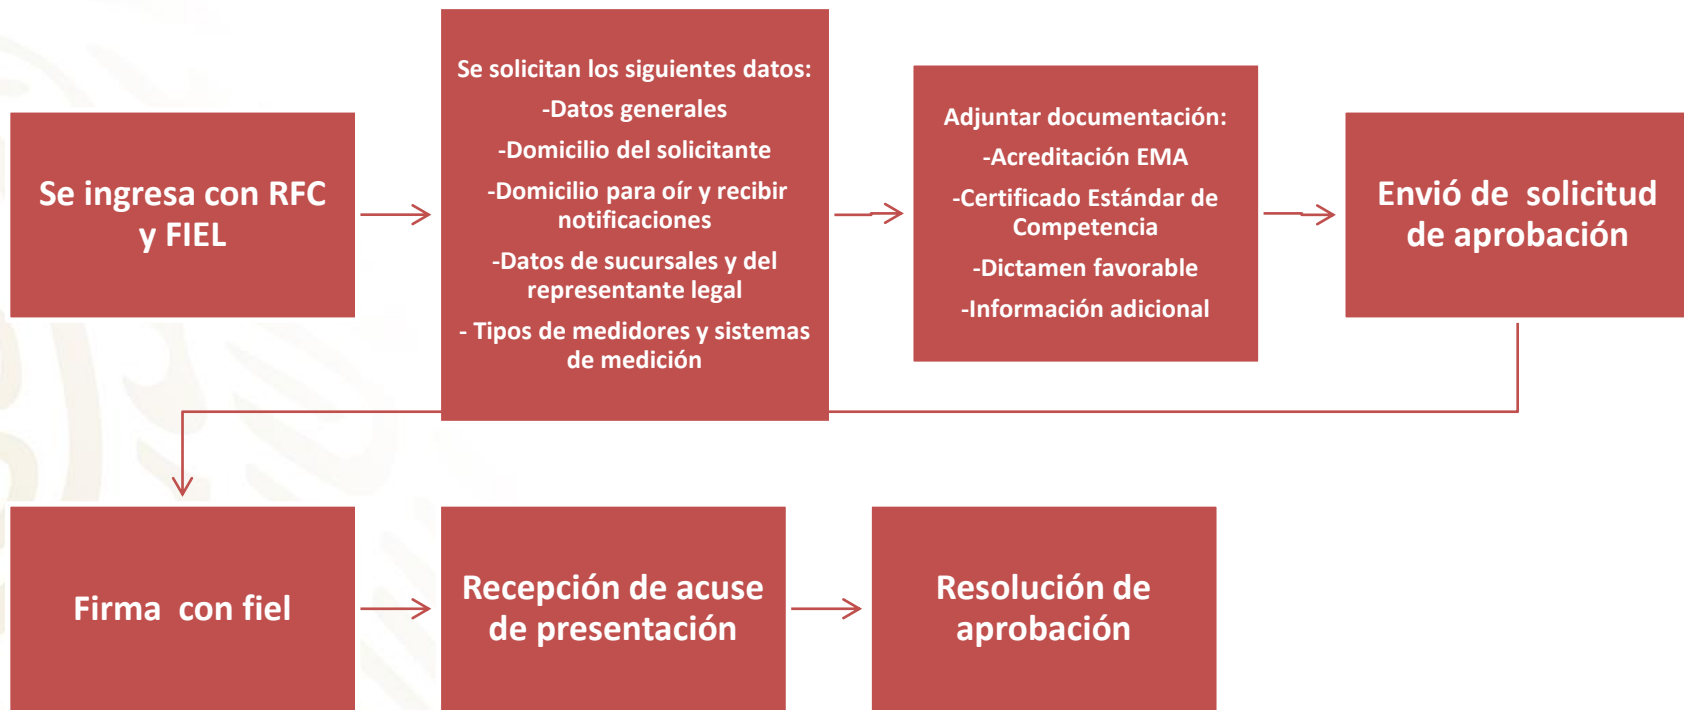 Se ingresa con RFC
y FIEL
Se solicitan los siguientes datos:
-Datos generales
-Domicilio del solicitante
-Domicilio para oír y recibir
notificaciones
-Datos de sucursales y del
representante legal
- Tipos de medidores y sistemas
de medición
Adjuntar documentación:
-Acreditación EMA
-Certificado Estándar de
Competencia
-Dictamen favorable
-Información adicional
Envió de  solicitud
de aprobación
Firma  con fiel
Recepción de acuse
de presentación
Resolución de
aprobación